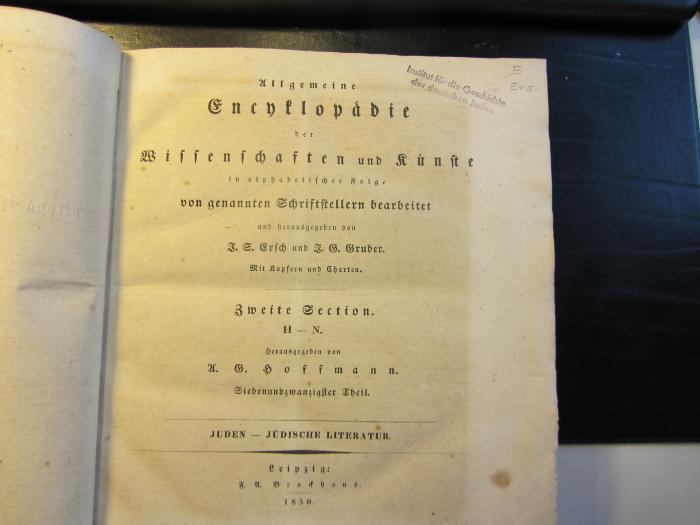 Institut für die Geschichte
der deutschen Juden
E
Allgemeine
Encyklopädie
der
Wissenschaften und Künste
in alphabetischer Folge
von genannten Schriftstellern bearbeitet
und herausgegeben von
J. S. Ersch und J. G. Gruber.
Mit Kupfern und Charten.
Zweite Section.
H — N.
Herausgegeben von
A. G. Hoffmann.
Siebenundzwanzigster Theil.
JUDEN — JÜDISCHE LITERATUR.
Leipzig:
F. A. Brockhaus.
1850.